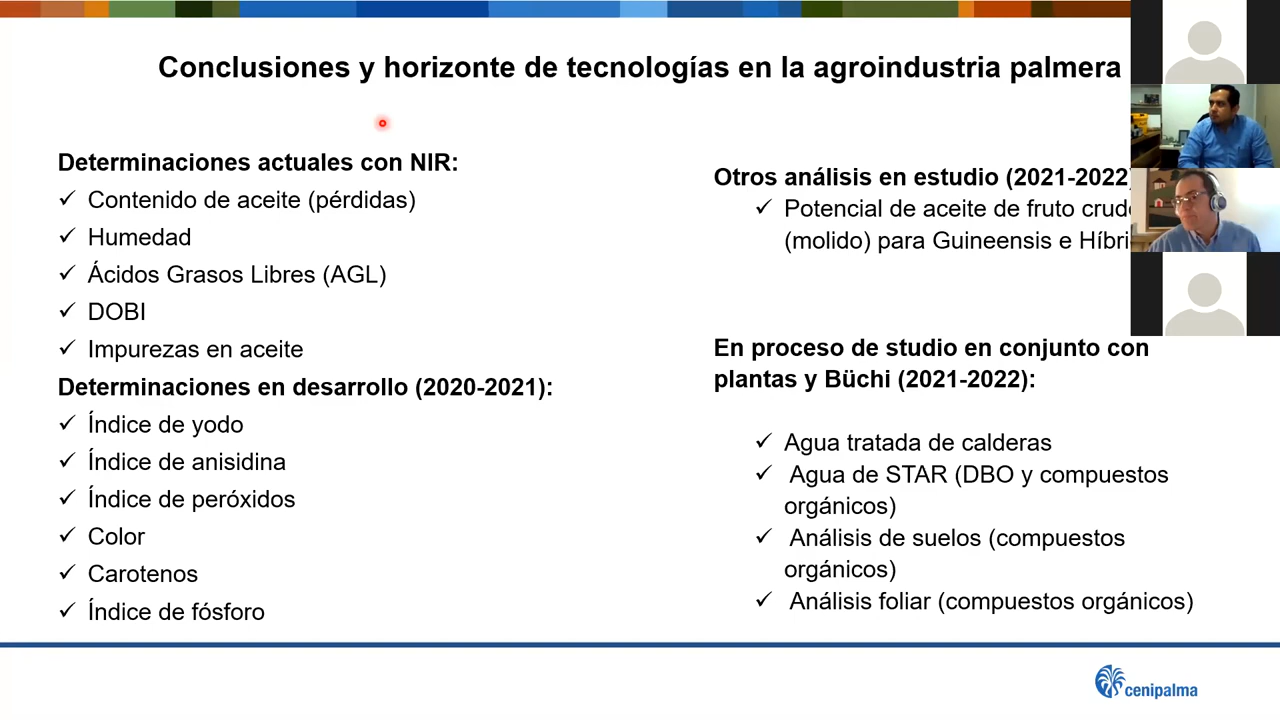 Conclusiones y horizonte de tecnologías en la agroindustria palmera
Determinaciones actuales con NIR:
✓ Contenido de aceite (pérdidas)
✓ Humedad
✓ Ácidos Grasos Libres (AGL)
✓ DOBI
✓ Impurezas en aceite
Determinaciones en desarrollo (2020-2021):
✓ Índice de yodo
✓ Índice de anisidina
✓ Índice de peróxidos
✓ Color
✓ Carotenos
✓ Índice de fósforo
Otros análisis en estudio (2021-2022)
✓ Potencial de aceite de fruto
(molido) para Guineensis e
En proceso de studio en conjunto con
plantas y Büchi (2021-2022):
✓ Agua tratada de calderas
✓ Agua de STAR (DBO y compuestos
orgánicos)
✓ Análisis de suelos (compuestos
orgánicos)
✓ Análisis foliar (compuestos orgánicos)
cenipalma